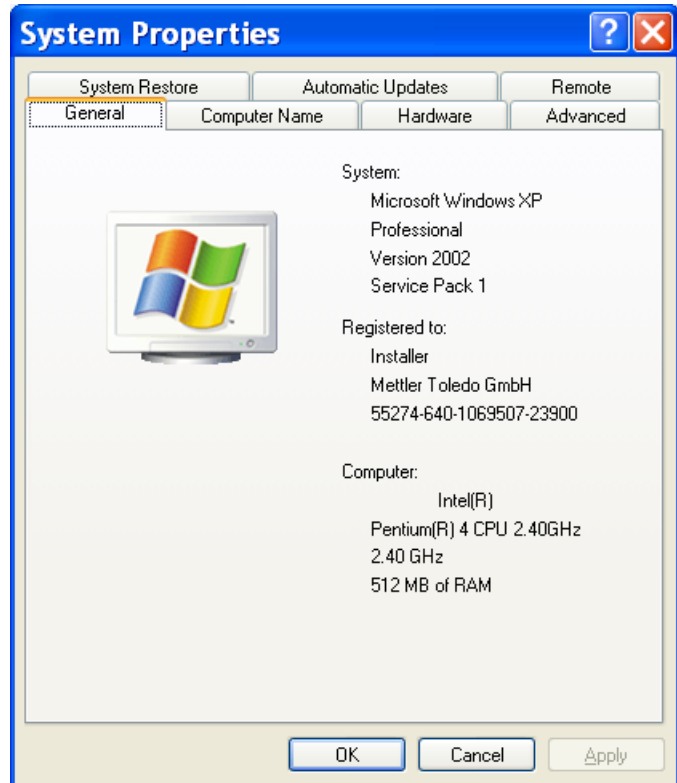 System Properties
System Restore Automatic Updates Remote
General Computer Name Hardware Advanced
System:
Microsoft Windows XP
Professional
Version 2002
Service Pack 1
Registered to:
Installer
Mettler Toledo GmbH
55274-640-1069507-23900
Computer:
Intel(R)
Pentium(R) 4 CPU 2.40GHz
2.40 GHz
512 MB of RAM
OK Cancel Apply